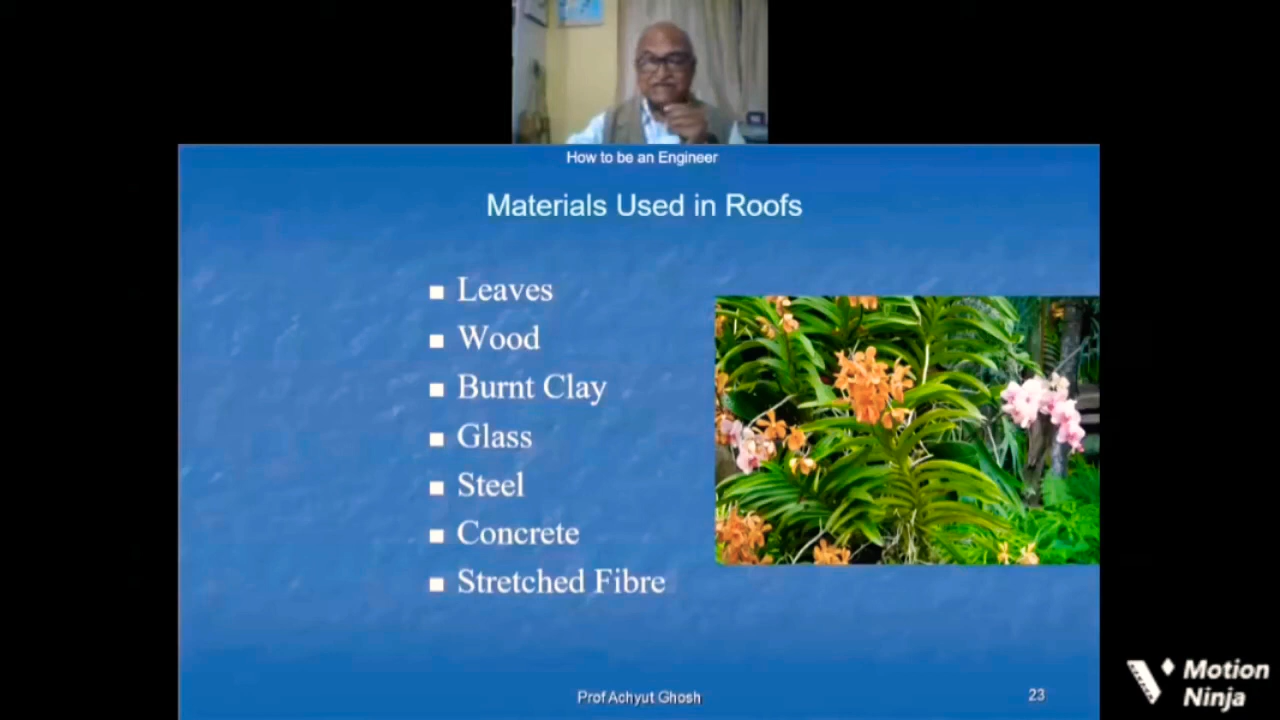 How to be an Engineer
Materials Used in Roofs
Leaves
Wood
Burnt Clay
Glass
Steel
Concrete
Stretched Fibre
Prof Achyut Ghosh
23
Motion
Ninja